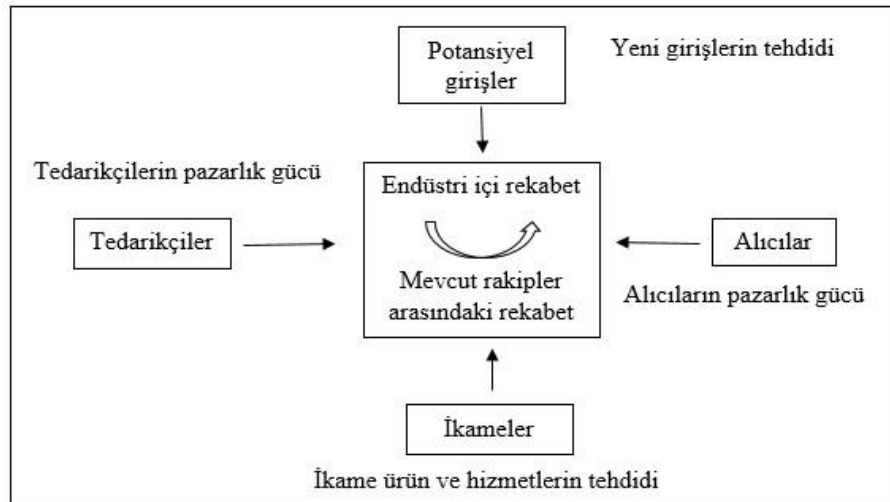 Potansiyel
girişler
Yeni girişlerin tehdidi
Tedarikçilerin pazarlık gücü
Endüstri içi rekabet
Tedarikçiler
Alıcılar
Mevcut rakipler
arasındaki rekabet
Alıcıların pazarlık gücü
İkameler
İkame ürün ve hizmetlerin tehdidi